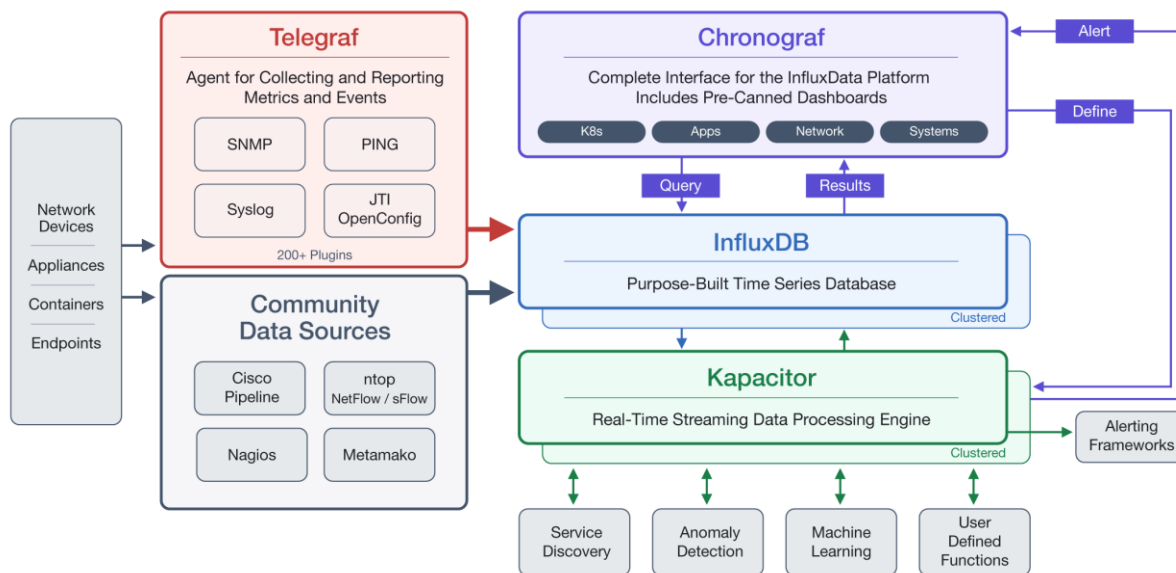 Network
Devices
Appliances
Containers
Endpoints
Telegraf
Agent for Collecting and Reporting
Metrics and Events
SNMP
PING
Syslog
JTI
OpenConfig
200+ Plugins
Community
Data Sources
Cisco
Pipeline
ntop
NetFlow / sFlow
Nagios
Metamako
Chronograf
Complete Interface for the InfluxData Platform
Includes Pre-Canned Dashboards
K8s
Apps
Network
Systems
Alert
Define
Query
Results
InfluxDB
Purpose-Built Time Series Database
Clustered
Kapacitor
Real-Time Streaming Data Processing Engine
Clustered
Alerting
Frameworks
Service
Discovery
Anomaly
Detection
Machine
Learning
User
Defined
Functions